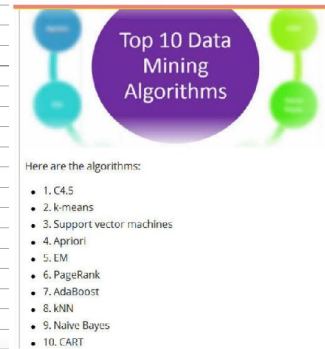 Top 10 Data
Mining
Algorithms
Here are the algorithms:
1. C4.5
2. k-means
3. Support vector machines
4. Apriori
5. EM
6. PageRank
7. AdaBoost
8. kNN
9. Naive Bayes
10. CART